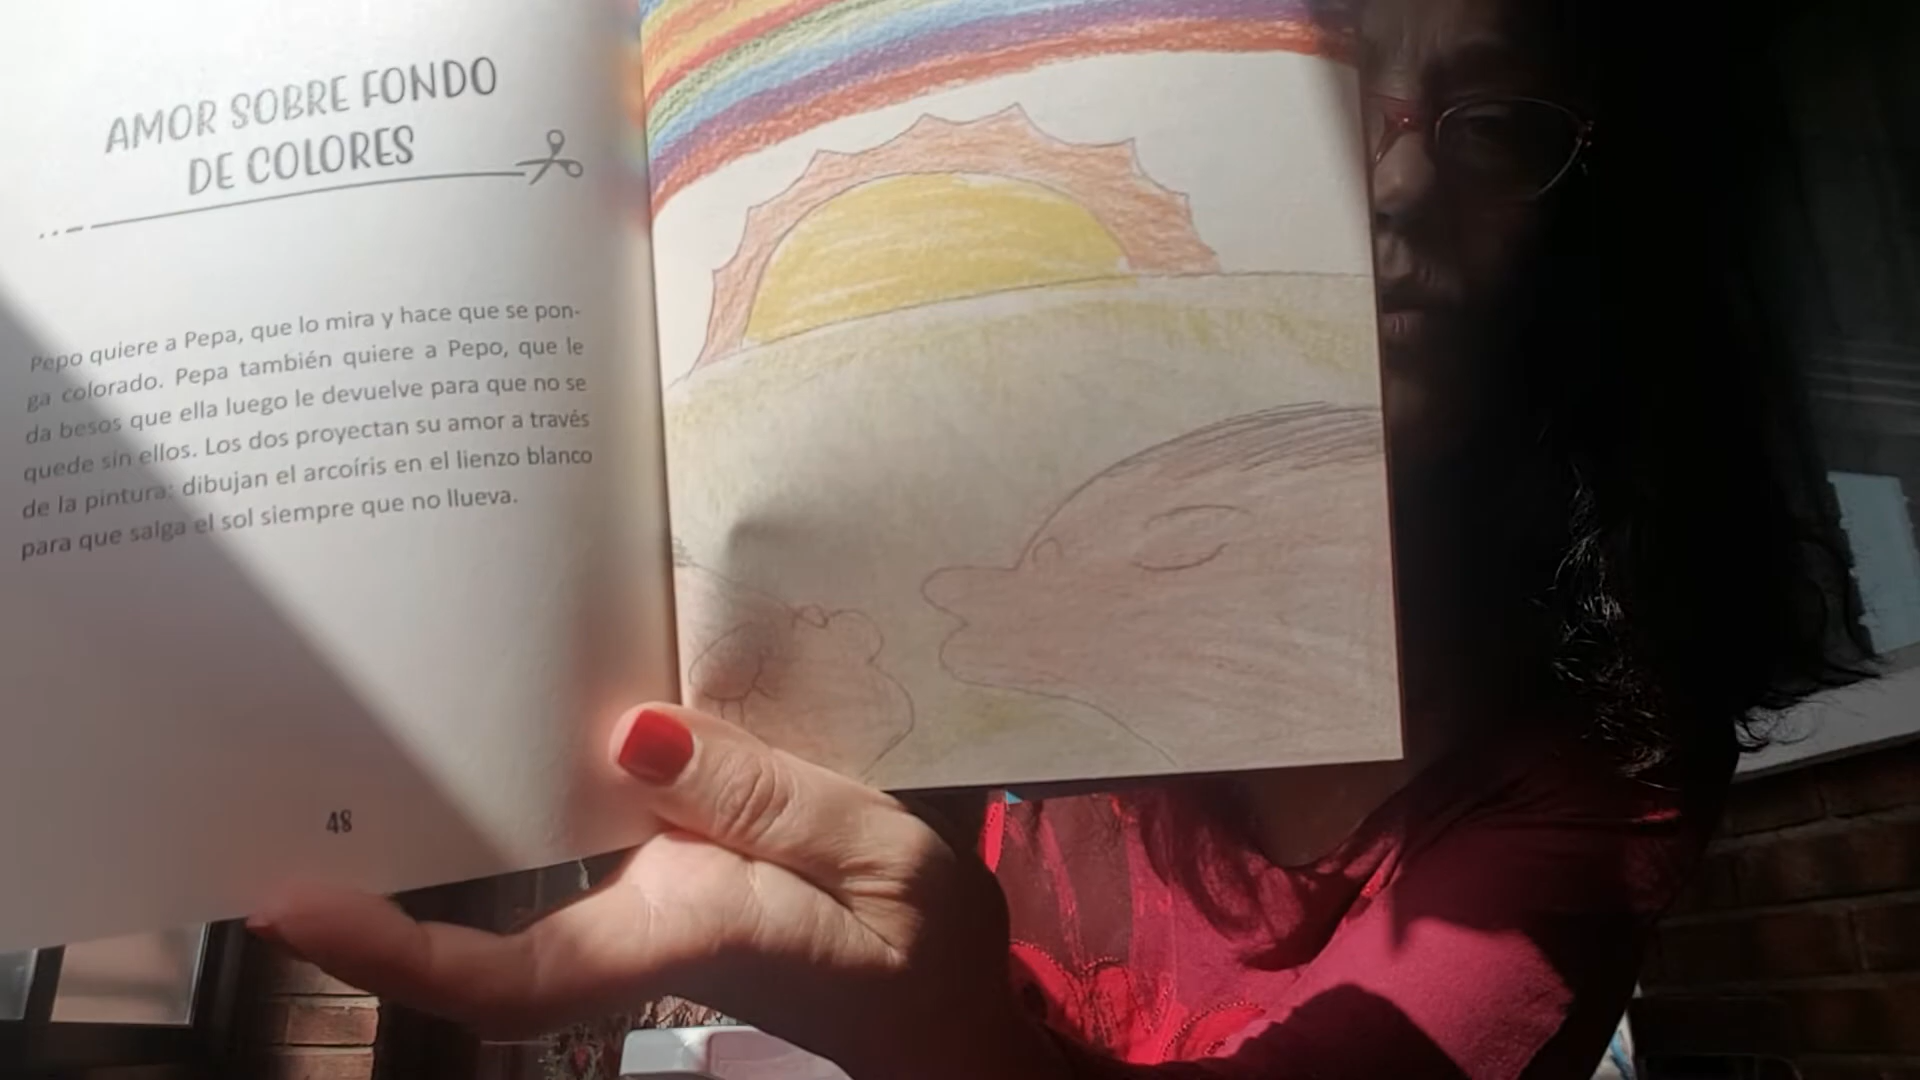 AMOR SOBRE FONDO
DE COLORES
Pepo quiere a Pepa, que lo mira y hace que se pon-
ga colorado. Pepa también quiere a Pepo, que le
da besos que ella luego le devuelve para que no se
quede sin ellos. Los dos proyectan su amor a través
de la pintura: dibujan el arcoíris en el lienzo blanco
para que salga el sol siempre que no llueva.
48